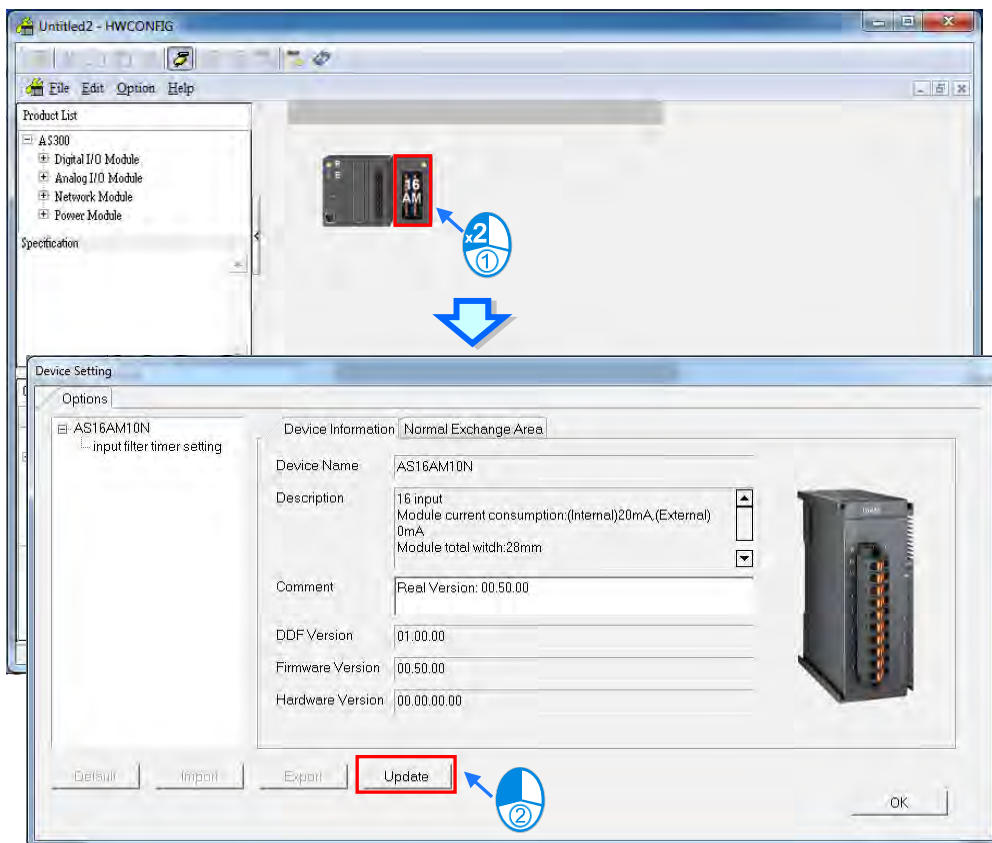 Untitled2 - HWCONFIG
File Edit Option Help
Product List
AS300
Digital I/O Module
Analog I/O Module
Network Module
Power Module
Specification
16
AM
x2
1
Device Setting
Options
AS16AM10N
input filter timer setting
Device Information Normal Exchange Area
Device Name AS16AM10N
Description 16 input
Module current consumption:(Internal)20mA,(External)
0mA
Module total witdh:28mm
Comment Real Version: 00.50.00
DDF Version 01.00.00
Firmware Version 00.50.00
Hardware Version 00.00.00.00
Default Import Export Update
2
OK